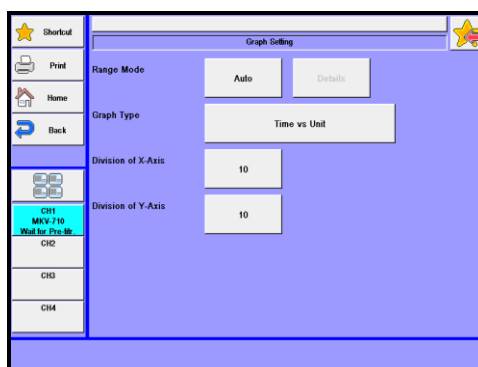 Shortcut
Graph Setting
Print
Range Mode
Auto
Details
Home
Graph Type
Time vs Unit
Back
Division of X-Axis
10
Division of Y-Axis
10
CH1
MKV-710
Wait for Pre-titr.
CH2
CH3
CH4